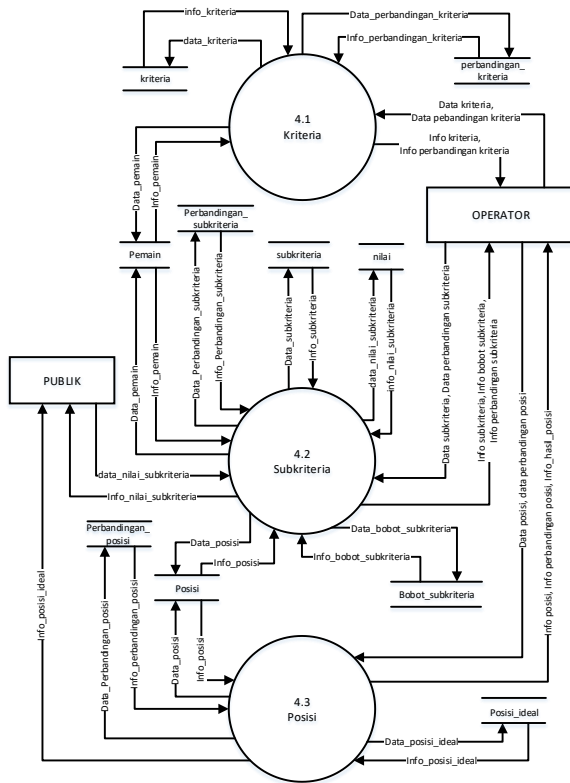 info_kriteria
data_kriteria
kriteria
Data_perbandingan_kriteria
Info_perbandingan_kriteria
perbandingan_
kriteria
4.1
Kriteria
Data kriteria,
Data pebandingan kriteria
Info kriteria,
Info perbandingan kriteria
OPERATOR
Data_pemain
Info_pemain
Pemain
Perbandingan_
subkriteria
subkriteria
nilai
Data_Perbandingan_subkriteria
Info_Perbandingan_subkriteria
Data_subkriteria
Info_subkriteria
data_nilai_subkriteria
info_nilai_subkriteria
Data subkriteria, Data perbandingan subkriteria
Info subkriteria, Info bobot subkriteria,
Info perbandingan subkriteria
Data posisi, data perbandingan posisi
Info posisi, Info perbandingan posisi, Info_hasil_posisi
Data_pemain
Info_pemain
PUBLIK
4.2
Subkriteria
data_nilai_subkriteria
Info_nilai_subkriteria
Perbandingan_
posisi
Data_posisi
Info_posisi
Posisi
Data_bobot_subkriteria
Info_bobot_subkriteria
Bobot_subkriteria
Info_posisi_ideal
Data_Perbandingan_posisi
Info_perbandingan_posisi
Data_posisi
Info_posisi
4.3
Posisi
Posisi_ideal
Data_posisi_ideal
Info_posisi_ideal